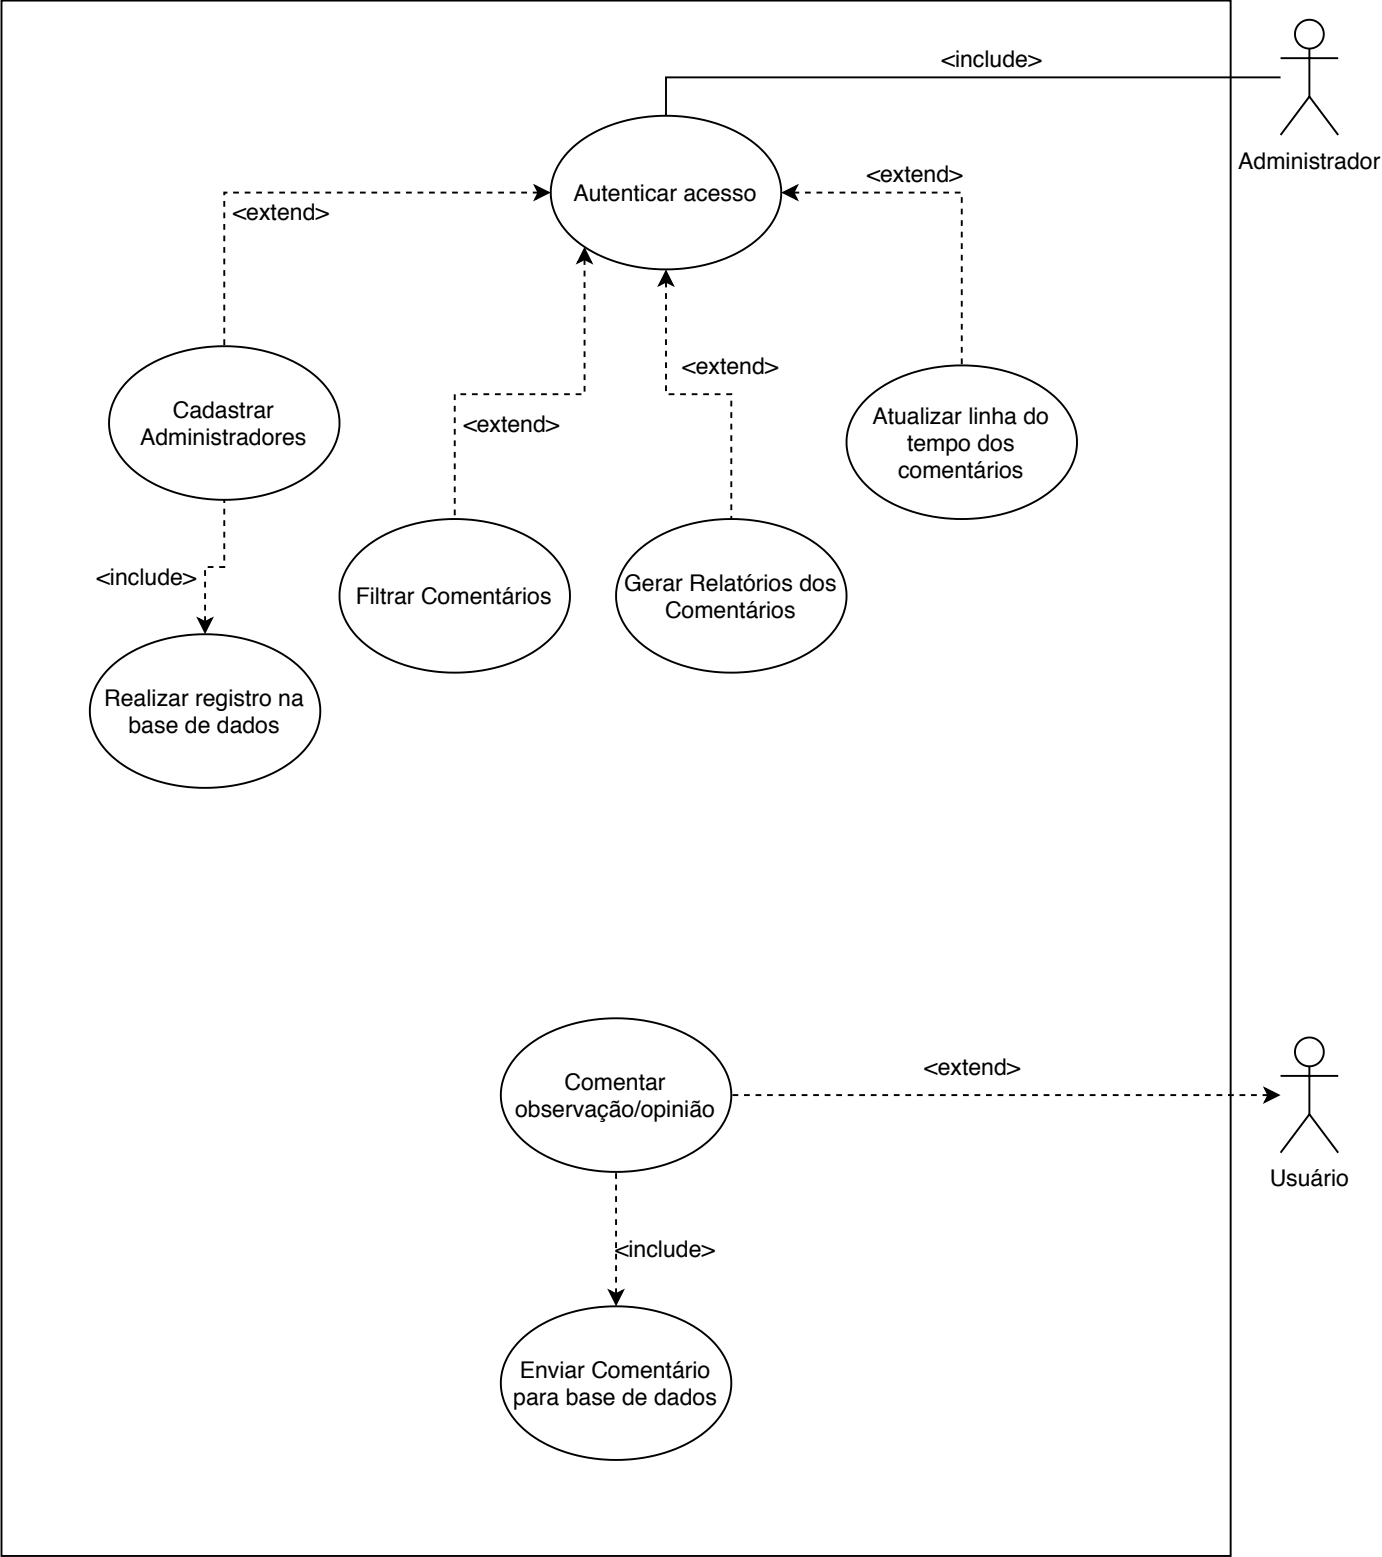 <include>
Administrador
<extend>
Autenticar acesso
<extend>
<extend>
Cadastrar
Administradores
<extend>
Atualizar linha do
tempo dos
comentários
<include>
Filtrar Comentários
Gerar Relatórios dos
Comentários
Realizar registro na
base de dados
<extend>
Comentar
observação/opinião
Usuário
<include>
Enviar Comentário
para base de dados